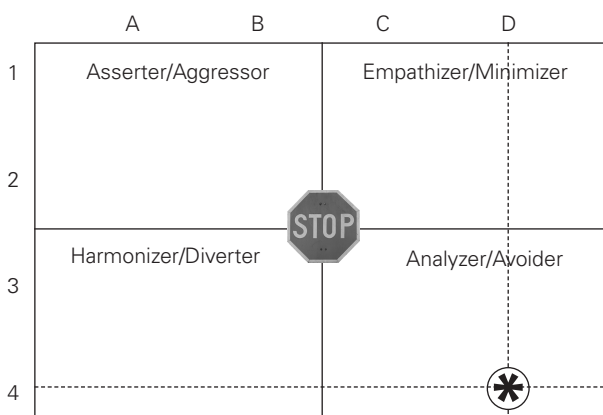 A B C D
1 Asserter/Aggressor Empathizer/Minimizer
2
STOP
Harmonizer/Diverter Analyzer/Avoider
3
4 *